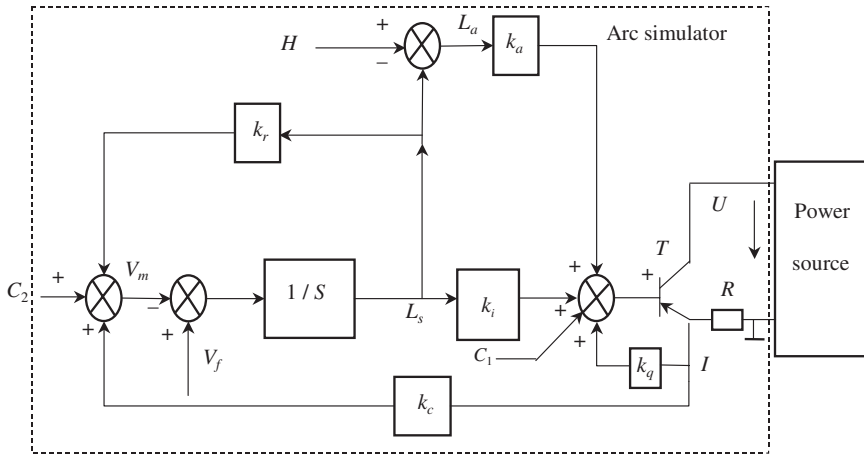 H
+
−
L_a
k_a
Arc simulator
k_r
Power
source
U
T
R
C_2
+
V_m
−
+
+
V_f
1 / S
L_s
k_i
+
+
+
C_1
+
k_q
I
k_c